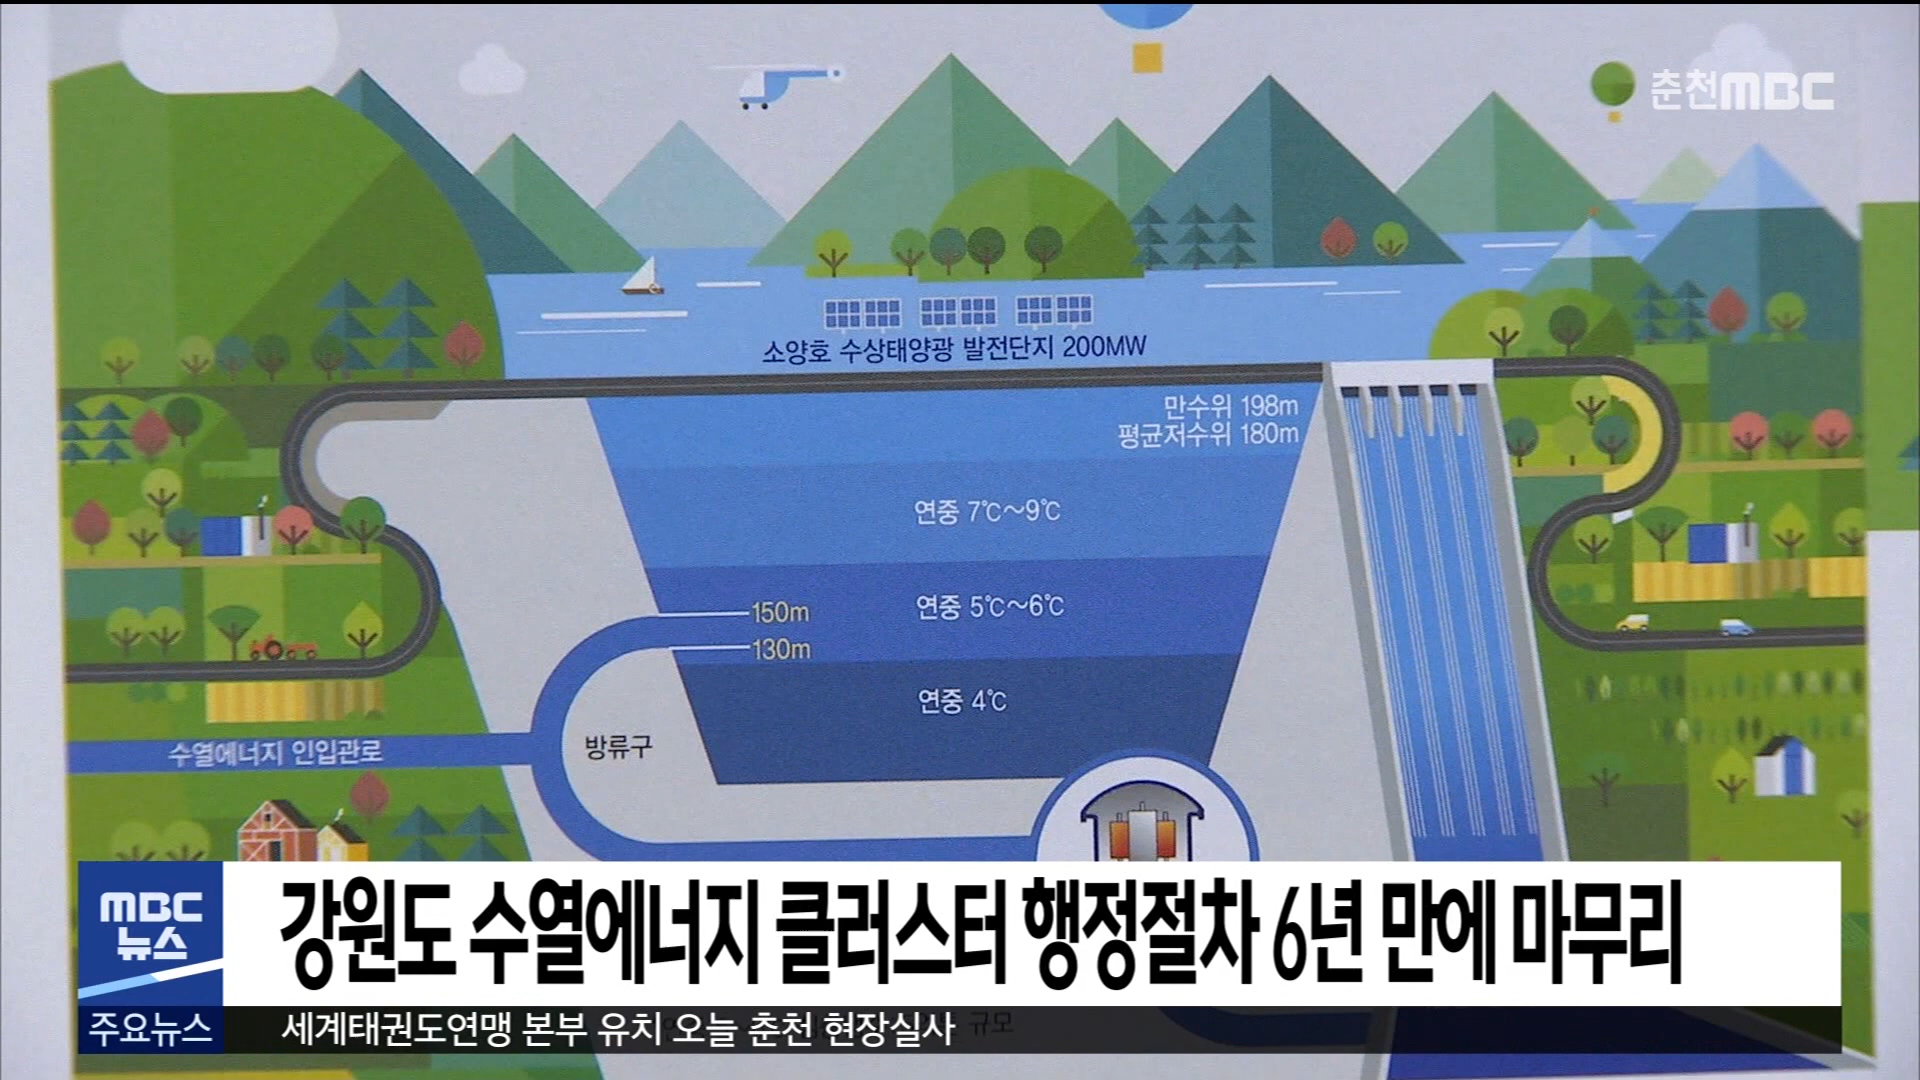 춘천MBC
소양호 수상태양광 발전단지 200MW
만수위 198m
평균저수위 180m
연중 7℃~9℃
연중 5℃~6℃
150m
130m
연중 4℃
방류구
수열에너지 인입관로
MBC
뉴스
강원도 수열에너지 클러스터 행정절차 6년 만에 마무리
주요뉴스
세계태권도연맹 본부 유치 오늘 춘천 현장실사
규모